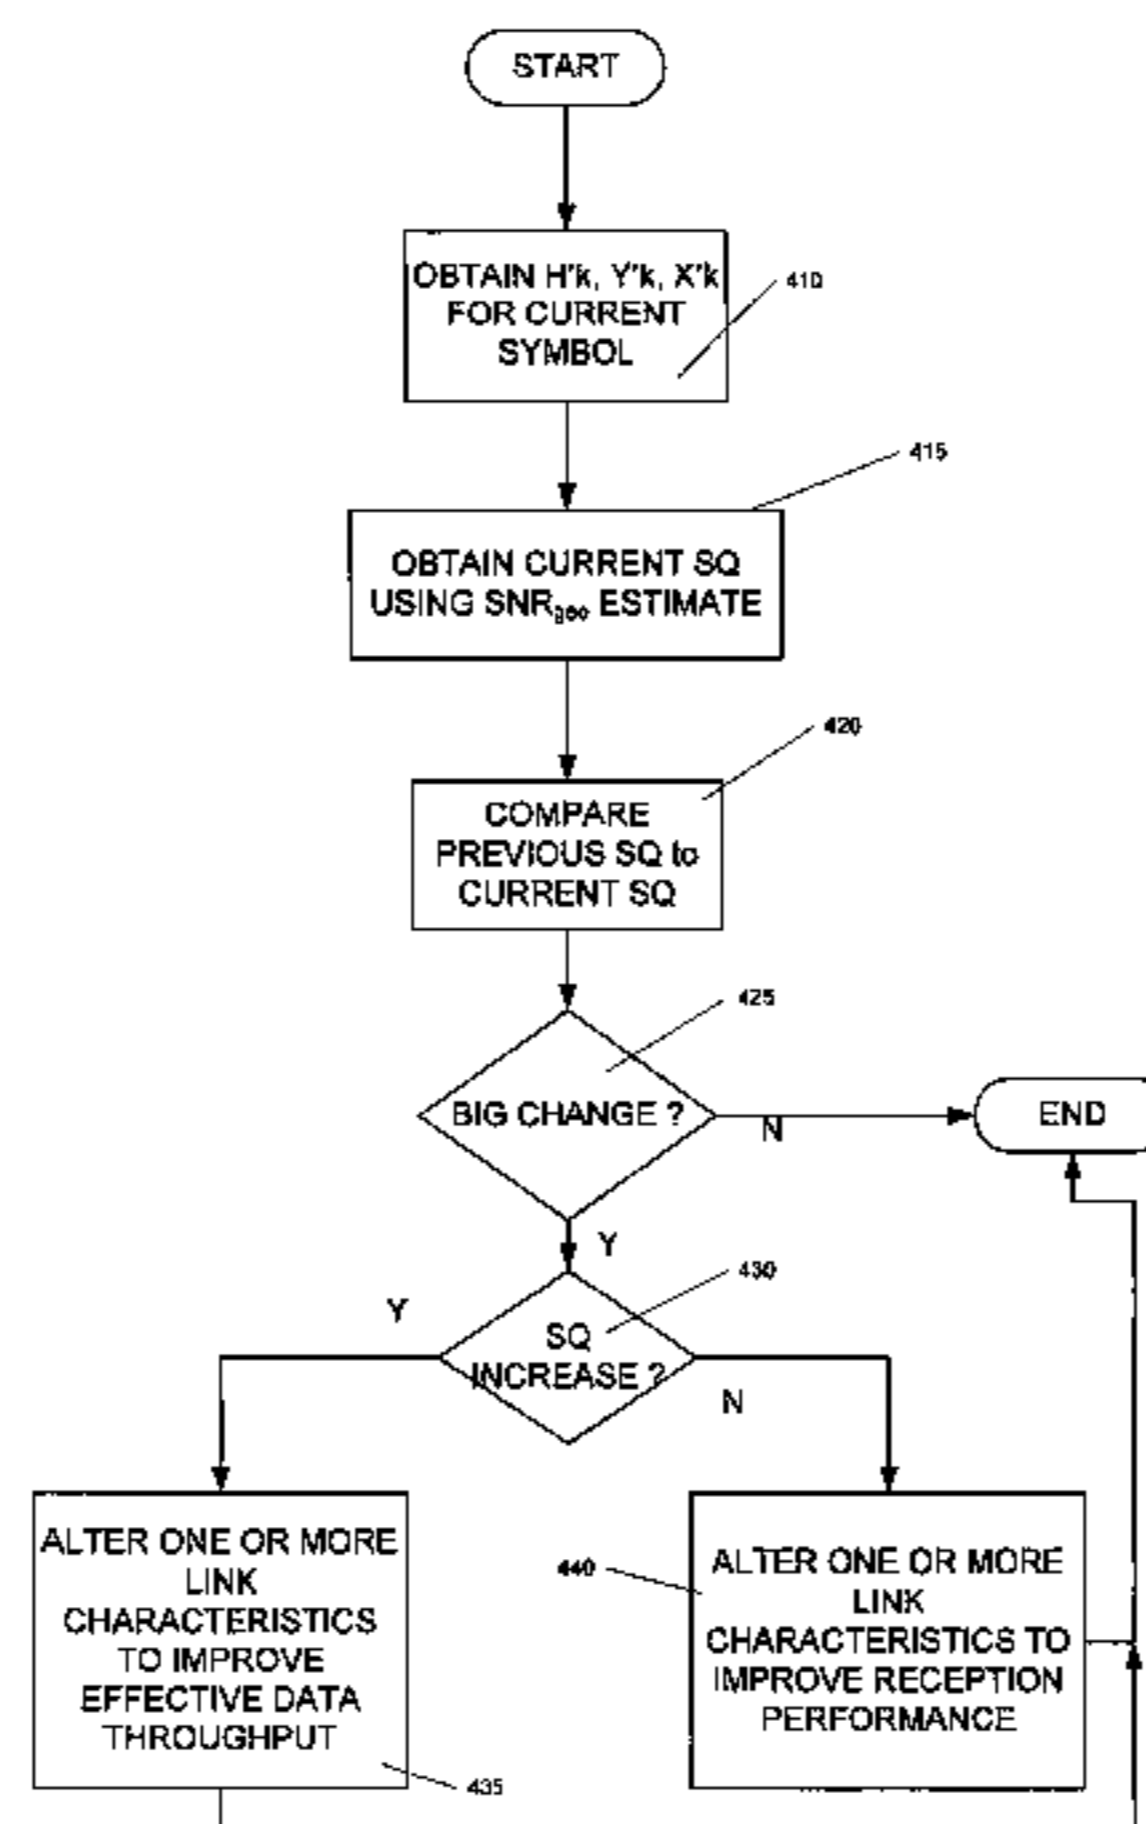 START
OBTAIN H'k, Y'k, X'k
FOR CURRENT
SYMBOL
410
415
OBTAIN CURRENT SQ
USING SNRgeo ESTIMATE
420
COMPARE
PREVIOUS SQ to
CURRENT SQ
425
BIG CHANGE ?
N
END
Y
430
Y
SQ
INCREASE ?
N
ALTER ONE OR MORE
LINK
CHARACTERISTICS
TO IMPROVE
EFFECTIVE DATA
THROUGHPUT
435
440
ALTER ONE OR MORE
LINK
CHARACTERISTICS TO
IMPROVE RECEPTION
PERFORMANCE